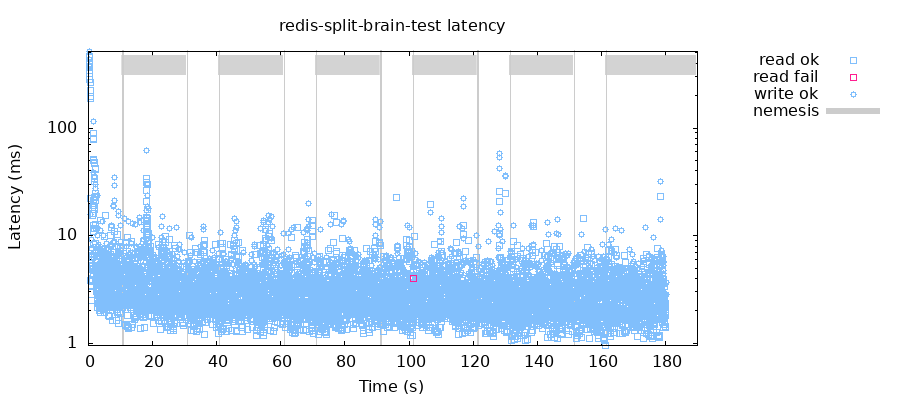 redis-split-brain-test latency
read ok
read fail
write ok
nemesis
100
10
1
Latency (ms)
0 20 40 60 80 100 120 140 160 180
Time (s)